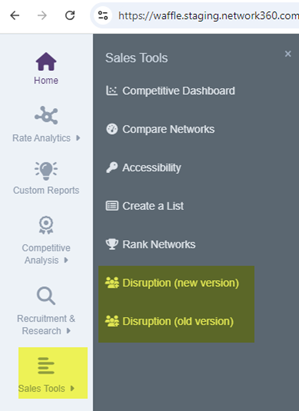 https://waffle.staging.network360.com
Home
Rate Analytics
Custom Reports
Competitive
Analysis
Recruitment &
Research
Sales Tools
Sales Tools
×
Competitive Dashboard
Compare Networks
Accessibility
Create a List
Rank Networks
Disruption (new version)
Disruption (old version)